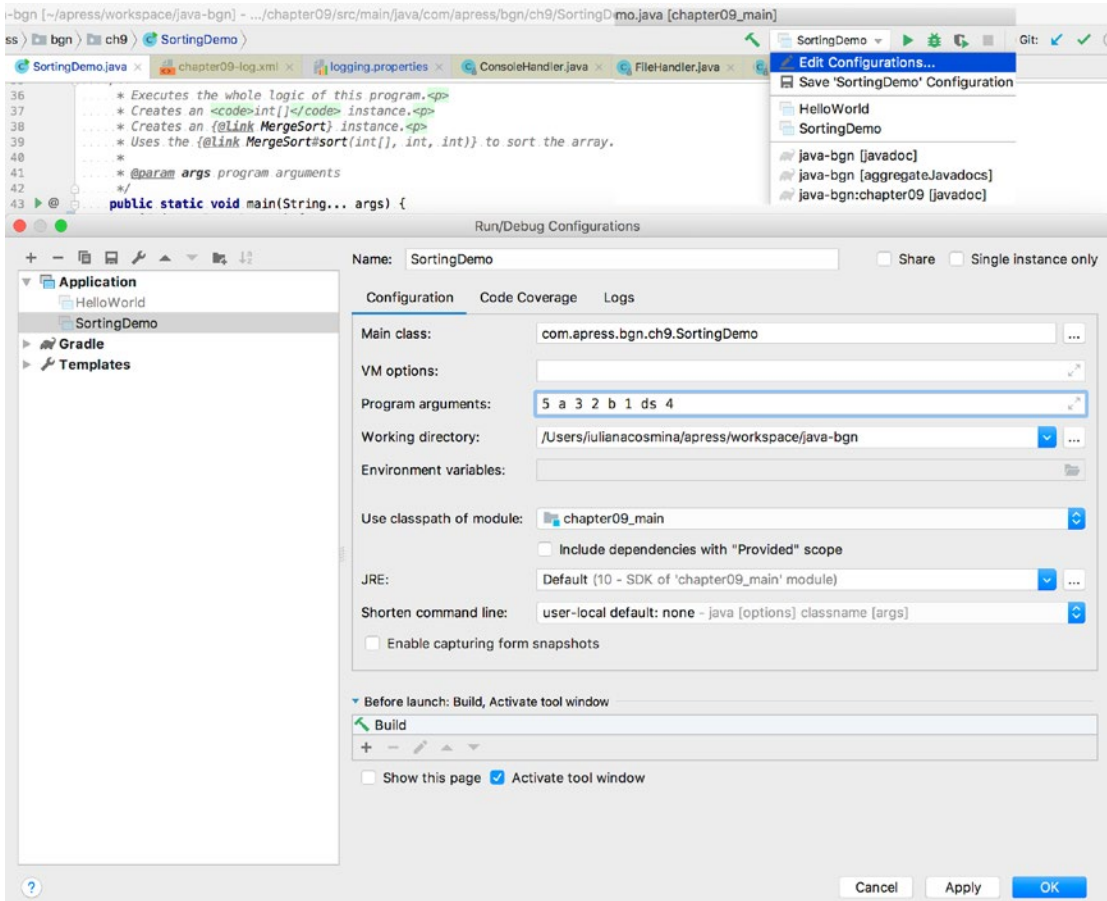 -bgn [~/apress/workspace/java-bgn] - .../chapter09/src/main/java/com/apress/bgn/ch9/SortingDemo.java [chapter09_main]
ss bgn ch9 SortingDemo SortingDemo Git:
SortingDemo.java chapter09-log.xml logging.properties ConsoleHandler.java FileHandler.java
Edit Configurations...
Save 'SortingDemo' Configuration
HelloWorld
SortingDemo
java-bgn [javadoc]
java-bgn [aggregateJavadocs]
java-bgn:chapter09 [javadoc]
36 * Executes the whole logic of this program.<p>
37 * Creates an <code>int[]</code> instance.<p>
38 * Creates an {@link MergeSort} instance.<p>
39 * Uses the {@link MergeSort#sort(int[], int, int)} to sort the array.
40 *
41 * @param args program arguments
42 */
43 @ public static void main(String... args) {
Run/Debug Configurations
Application
HelloWorld
SortingDemo
Gradle
Templates
Name: SortingDemo Share Single instance only
Configuration Code Coverage Logs
Main class: com.apress.bgn.ch9.SortingDemo ...
VM options:
Program arguments: 5 a 3 2 b 1 ds 4
Working directory: /Users/iulianacosmina/apress/workspace/java-bgn ...
Environment variables:
Use classpath of module: chapter09_main
Include dependencies with "Provided" scope
JRE: Default (10 - SDK of 'chapter09_main' module) ...
Shorten command line: user-local default: none - java [options] classname [args]
Enable capturing form snapshots
Before launch: Build, Activate tool window
Build
Show this page Activate tool window
? Cancel Apply OK